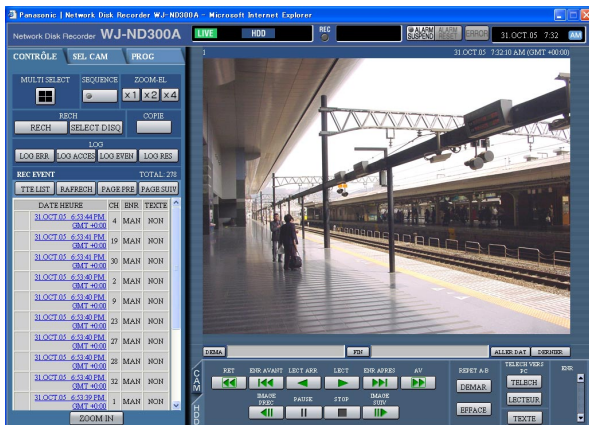 Panasonic | Network Disk Recorder WJ-ND300A - Microsoft Internet Explorer
Network Disk Recorder WJ-ND300A
LIVE HDD REC ALARM SUSPEND ALARM RESET ERROR 31.OCT.05 7:32 AM
CONTRÔLE SEL CAM PROG
1 31.OCT.05 7:32:10 AM (GMT +00:00)
MULTI SELECT SEQUENCE ZOOM-EL
x1 x2 x4
RECH COPIE
RECH SELECT DISQ
LOG
LOG ERR. LOG ACCES LOG EVEN LOG RES
REC EVENT TOTAL: 278
TTE LIST RAFRECH PAGE PRE PAGE SUIV
DATE HEURE CH ENR TEXTE
31.OCT.05 6:53:44 PM GMT +0:00 4 MAN NON
31.OCT.05 6:53:41 PM GMT +0:00 19 MAN NON
31.OCT.05 6:53:41 PM GMT +0:00 30 MAN NON
31.OCT.05 6:53:40 PM GMT +0:00 2 MAN NON
31.OCT.05 6:53:40 PM GMT +0:00 9 MAN NON
31.OCT.05 6:53:40 PM GMT +0:00 23 MAN NON
31.OCT.05 6:53:40 PM GMT +0:00 27 MAN NON
31.OCT.05 6:53:40 PM GMT +0:00 28 MAN NON
31.OCT.05 6:53:40 PM GMT +0:00 32 MAN NON
31.OCT.05 6:53:39 PM GMT +0:00 1 MAN NON
ZOOM IN
DEMA FIN ALLER DAT DERNIER
CAM
HDD
RET ENR AVANT LECT ARR LECT ENR APRES AV
IMAGE PREC PAUSE STOP IMAGE SUIV
REPET A-B
DEMAR
EFFACE
TELECH VERS PC
TELECH
LECTEUR
TEXTE
ENR